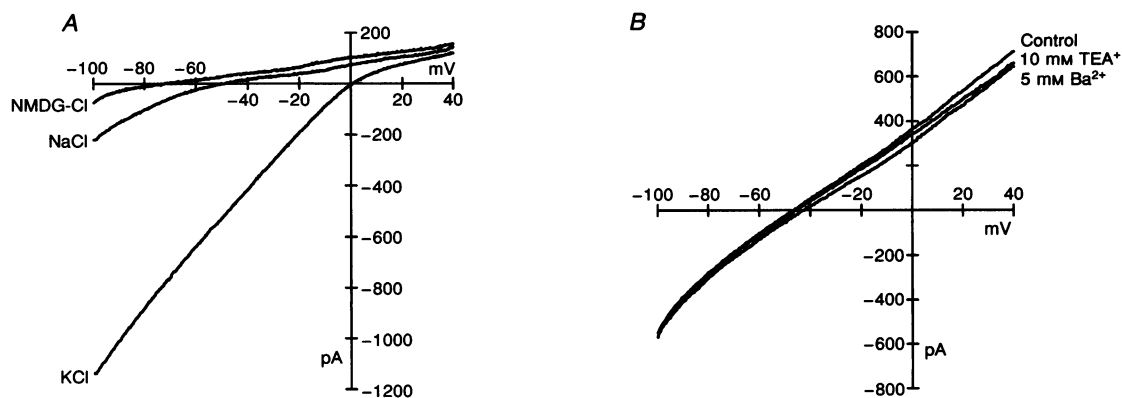 A
200
-100 -80 -60
mV
-40 -20 20 40
NMDG-Cl
NaCl
-200
-400
-600
-800
-1000
pA
KCl
-1200
B
800
Control
10 mM TEA+
600
5 mM Ba2+
400
-100 -80 -60 -20 20 40
mV
-200
-400
-600
pA
-800